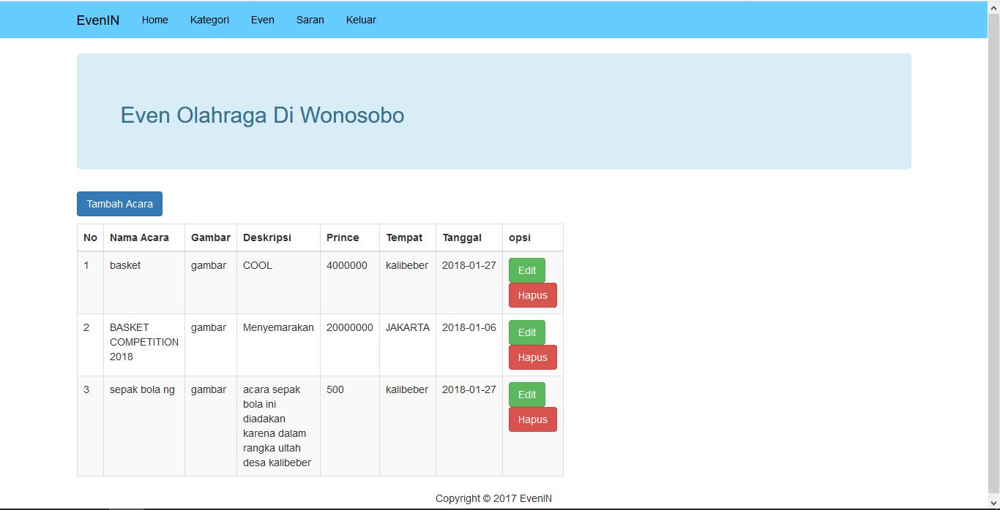 EvenIN Home Kategori Even Saran Keluar
Even Olahraga Di Wonosobo
Tambah Acara
No Nama Acara Gambar Deskripsi Prince Tempat Tanggal opsi
1 basket gambar COOL 4000000 kalibeber 2018-01-27 Edit
Hapus
2 BASKET gambar Menyemarakan 20000000 JAKARTA 2018-01-06 Edit
COMPETITION
2018 Hapus
3 sepak bola ng gambar acara sepak 500 kalibeber 2018-01-27 Edit
bola ini
diadakan Hapus
karena dalam
rangka ultah
desa kalibeber
Copyright © 2017 EvenIN